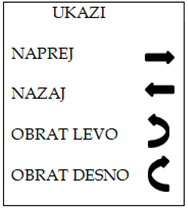 UKAZI
NAPREJ
NAZAJ
OBRAT LEVO
OBRAT DESNO